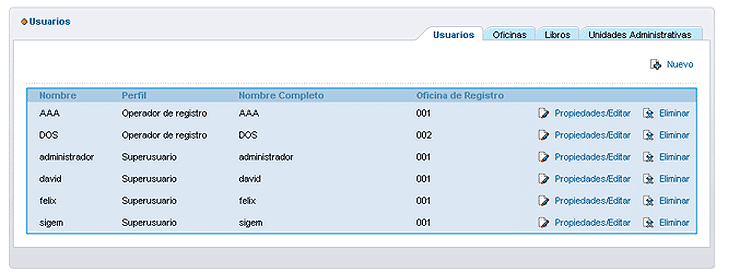 Usuarios
Usuarios Oficinas Libros Unidades Administrativas
Nuevo
Nombre Perfil Nombre Completo Oficina de Registro
AAA Operador de registro AAA 001 Propiedades/Editar Eliminar
DOS Operador de registro DOS 002 Propiedades/Editar Eliminar
administrador Superusuario administrador 001 Propiedades/Editar Eliminar
david Superusuario david 001 Propiedades/Editar Eliminar
felix Superusuario felix 001 Propiedades/Editar Eliminar
sigem Superusuario sigem 001 Propiedades/Editar Eliminar